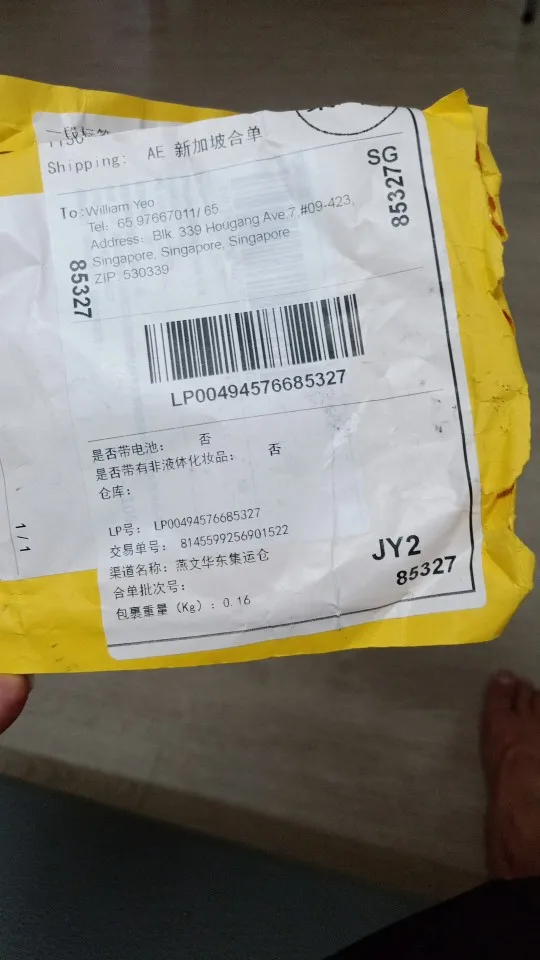 Shipping: AE 新加坡合单
SG
85327
To:William Yeo
Tel: 65 97667011/ 65
Address: Blk. 339 Hougang Ave 7 #09-423,
Singapore, Singapore, Singapore
ZIP: 530339
85327
LP00494576685327
是否带电池: 否
是否带有非液体化妆品: 否
仓库:
LP号: LP00494576685327
交易单号: 8145599256901522
渠道名称: 燕文华东集运仓
合单批次号:
包裹重量 (Kg) : 0.16
JY2
85327
1 / 1